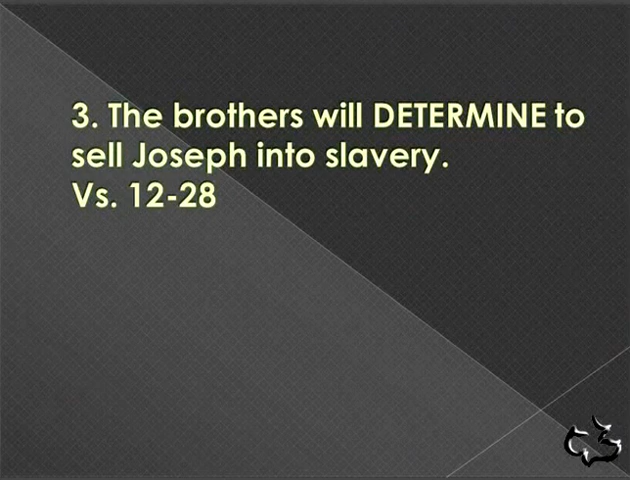 3. The brothers will DETERMINE to
sell Joseph into slavery.
Vs. 12-28